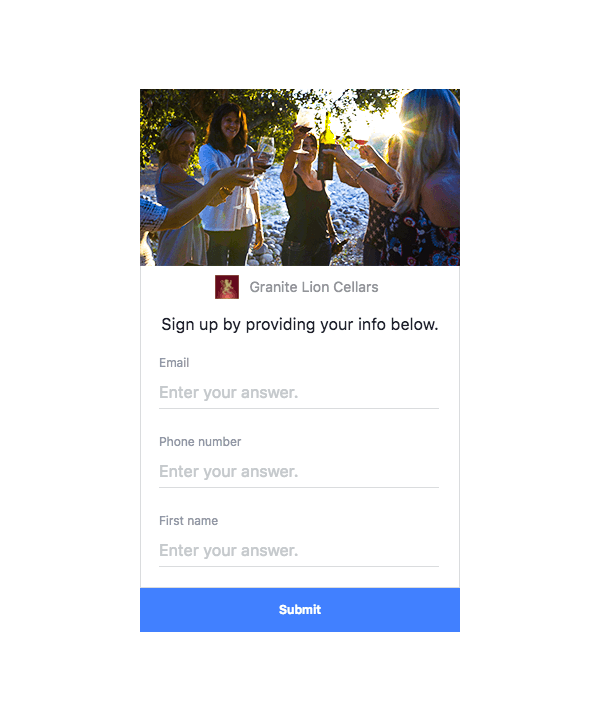 Granite Lion Cellars
Sign up by providing your info below.
Email
Enter your answer.
Phone number
Enter your answer.
First name
Enter your answer.
Submit